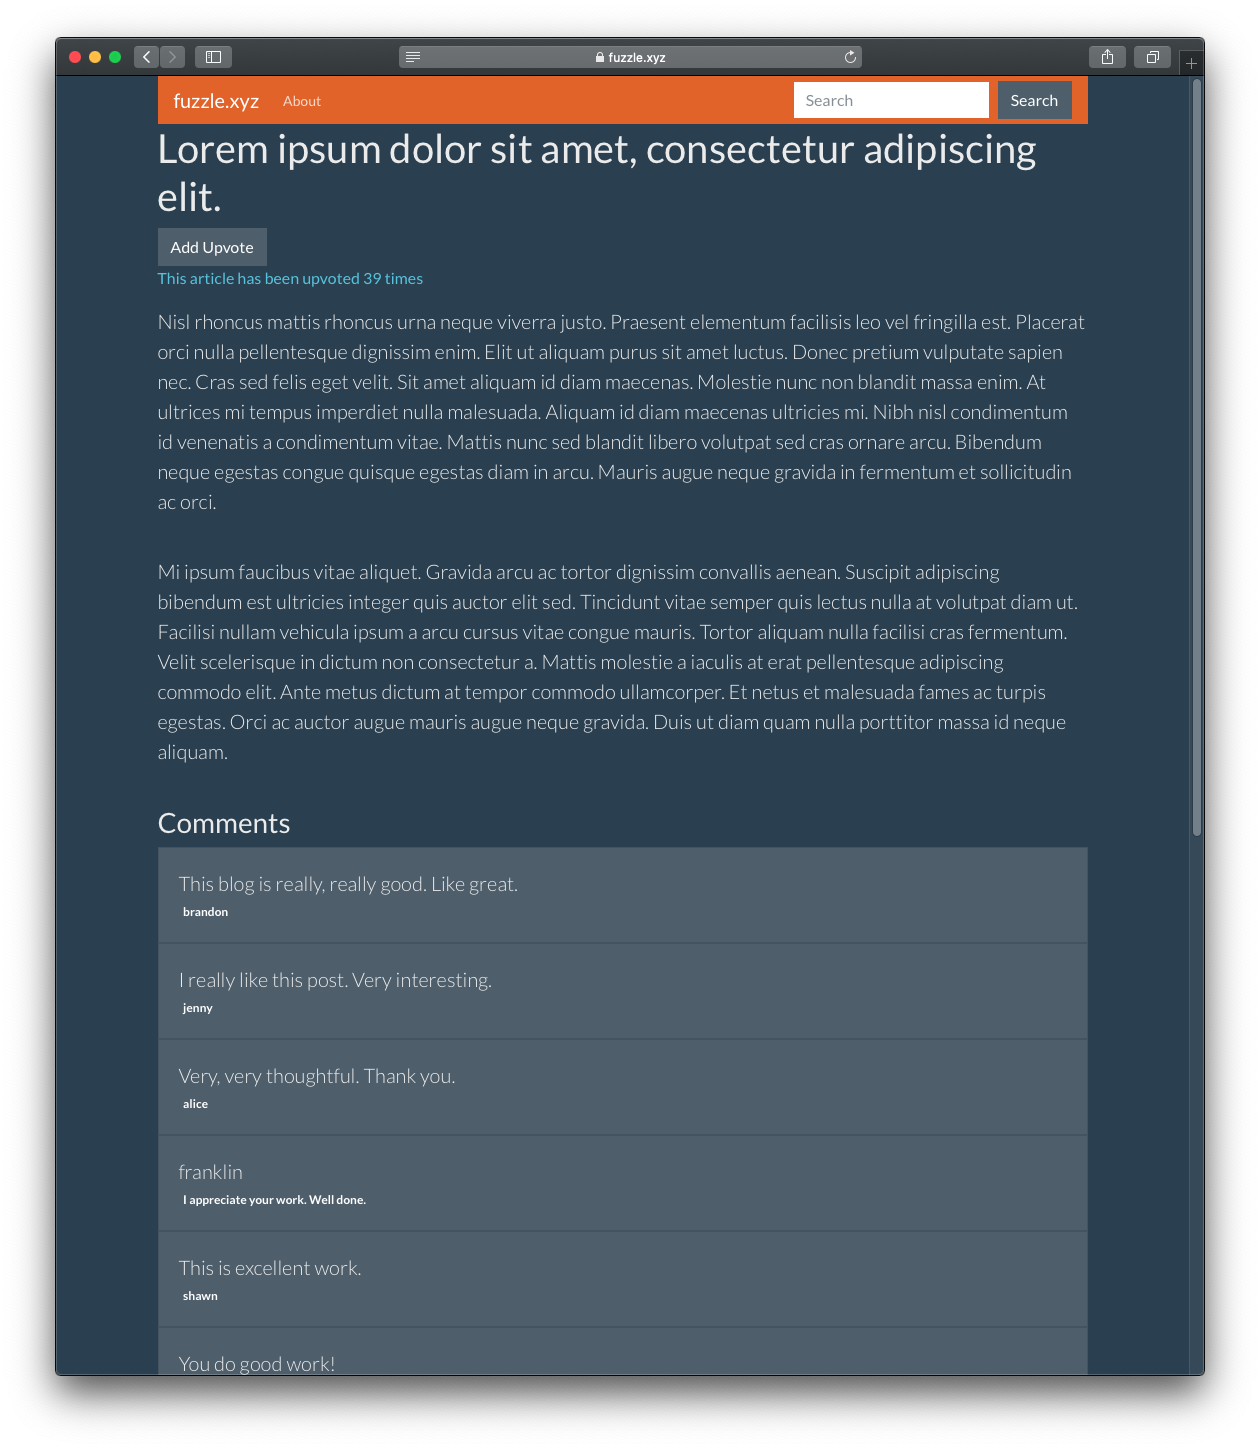 fuzzle.xyz
fuzzle.xyz
About
Search
Search
Lorem ipsum dolor sit amet, consectetur adipiscing
elit.
Add Upvote
This article has been upvoted 39 times
Nisl rhoncus mattis rhoncus urna neque viverra justo. Praesent elementum facilisis leo vel fringilla est. Placerat
orci nulla pellentesque dignissim enim. Elit ut aliquam purus sit amet luctus. Donec pretium vulputate sapien
nec. Cras sed felis eget velit. Sit amet aliquam id diam maecenas. Molestie nunc non blandit massa enim. At
ultrices mi tempus imperdiet nulla malesuada. Aliquam id diam maecenas ultricies mi. Nibh nisl condimentum
id venenatis a condimentum vitae. Mattis nunc sed blandit libero volutpat sed cras ornare arcu. Bibendum
neque egestas congue quisque egestas diam in arcu. Mauris augue neque gravida in fermentum et sollicitudin
ac orci.
Mi ipsum faucibus vitae aliquet. Gravida arcu ac tortor dignissim convallis aenean. Suscipit adipiscing
bibendum est ultricies integer quis auctor elit sed. Tincidunt vitae semper quis lectus nulla at volutpat diam ut.
Facilisi nullam vehicula ipsum a arcu cursus vitae congue mauris. Tortor aliquam nulla facilisi cras fermentum.
Velit scelerisque in dictum non consectetur a. Mattis molestie a iaculis at erat pellentesque adipiscing
commodo elit. Ante metus dictum at tempor commodo ullamcorper. Et netus et malesuada fames ac turpis
egestas. Orci ac auctor augue mauris augue neque gravida. Duis ut diam quam nulla porttitor massa id neque
aliquam.
Comments
This blog is really, really good. Like great.
brandon
I really like this post. Very interesting.
jenny
Very, very thoughtful. Thank you.
alice
franklin
I appreciate your work. Well done.
This is excellent work.
shawn
You do good work!